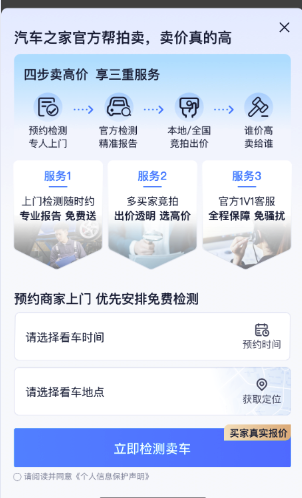 汽车之家官方帮拍卖，卖价真的高
四步卖高价 享三重服务
预约检测
专人上门
官方检测
精准报告
本地/全国
竞拍出价
谁价高
卖给谁
服务1
上门检测随时约
专业报告 免费送
服务2
多买家竞拍
出价透明 选高价
服务3
官方1V1客服
全程保障 免骚扰
预约商家上门 优先安排免费检测
请选择看车时间
预约时间
请选择看车地点
获取定位
买家真实报价
立即检测卖车
请阅读并同意《个人信息保护声明》